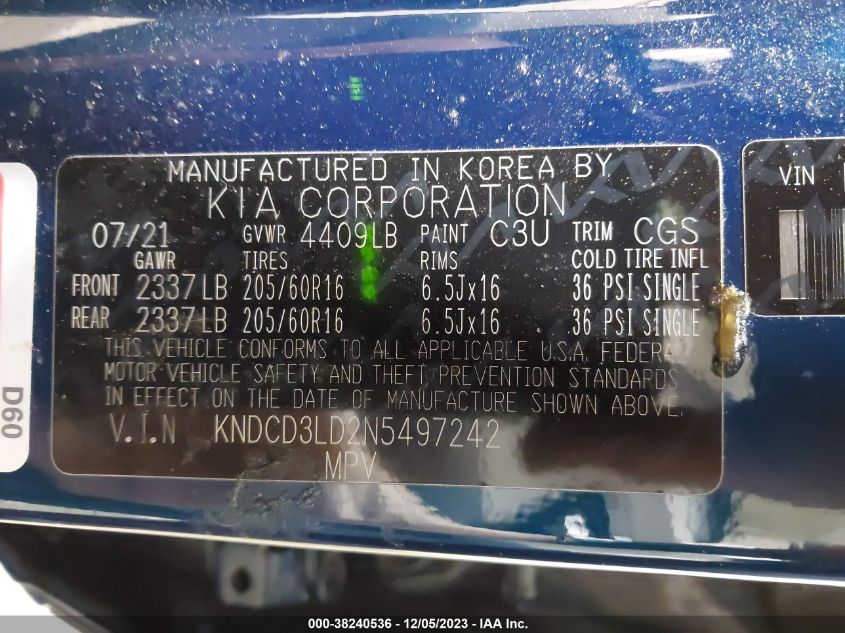 MANUFACTURED IN KOREA BY
KIA CORPORATION
07/21 GVWR 4409LB PAINT C3U TRIM CGS
GAWR TIRES RIMS COLD TIRE INFL
FRONT 2337LB 205/60R16 6.5Jx16 36 PSI SINGLE
REAR 2337LB 205/60R16 6.5Jx16 36 PSI SINGLE
THIS VEHICLE CONFORMS TO ALL APPLICABLE U.S.A. FEDERA
MOTOR VEHICLE SAFETY AND THEFT PREVENTION STANDARDS
IN EFFECT ON THE DATE OF MANUFACTURE SHOWN ABOVE.
V.I.N KNDCD3LD2N5497242
MPV
VIN
D60
000-38240536 - 12/05/2023 - IAA Inc.